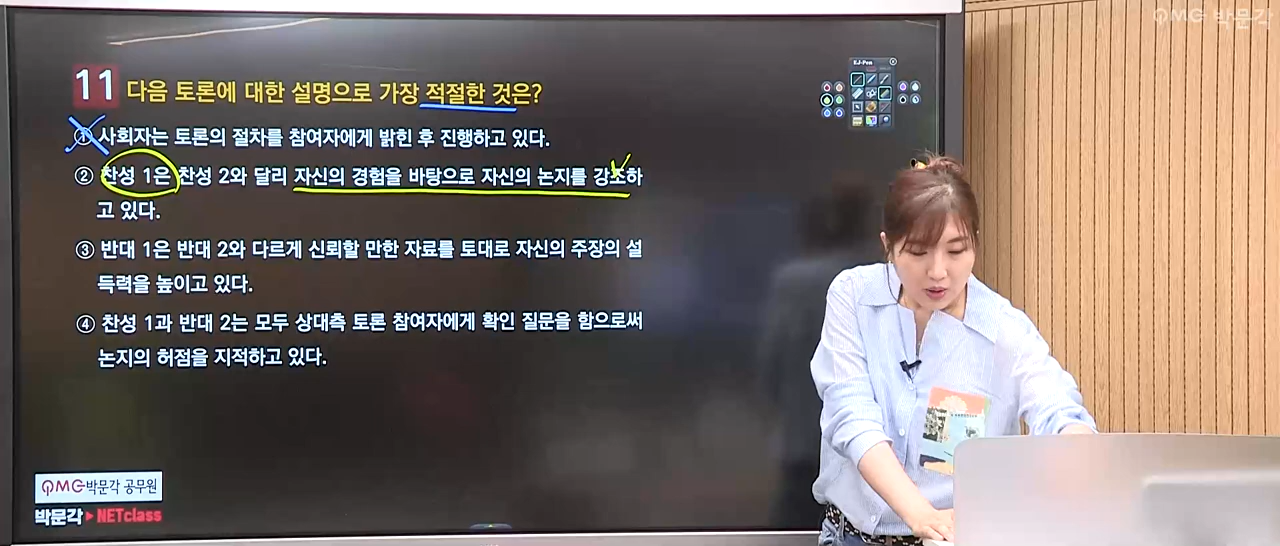 QMG 박문각
11 다음 토론에 대한 설명으로 가장 적절한 것은?
EJ-Pen
① 사회자는 토론의 절차를 참여자에게 밝힌 후 진행하고 있다.
② 찬성 1은 찬성 2와 달리 자신의 경험을 바탕으로 자신의 논지를 강조하
고 있다.
③ 반대 1은 반대 2와 다르게 신뢰할 만한 자료를 토대로 자신의 주장의 설
득력을 높이고 있다.
④ 찬성 1과 반대 2는 모두 상대측 토론 참여자에게 확인 질문을 함으로써
논지의 허점을 지적하고 있다.
QMG 박문각 공무원
박문각 ▶ NETclass